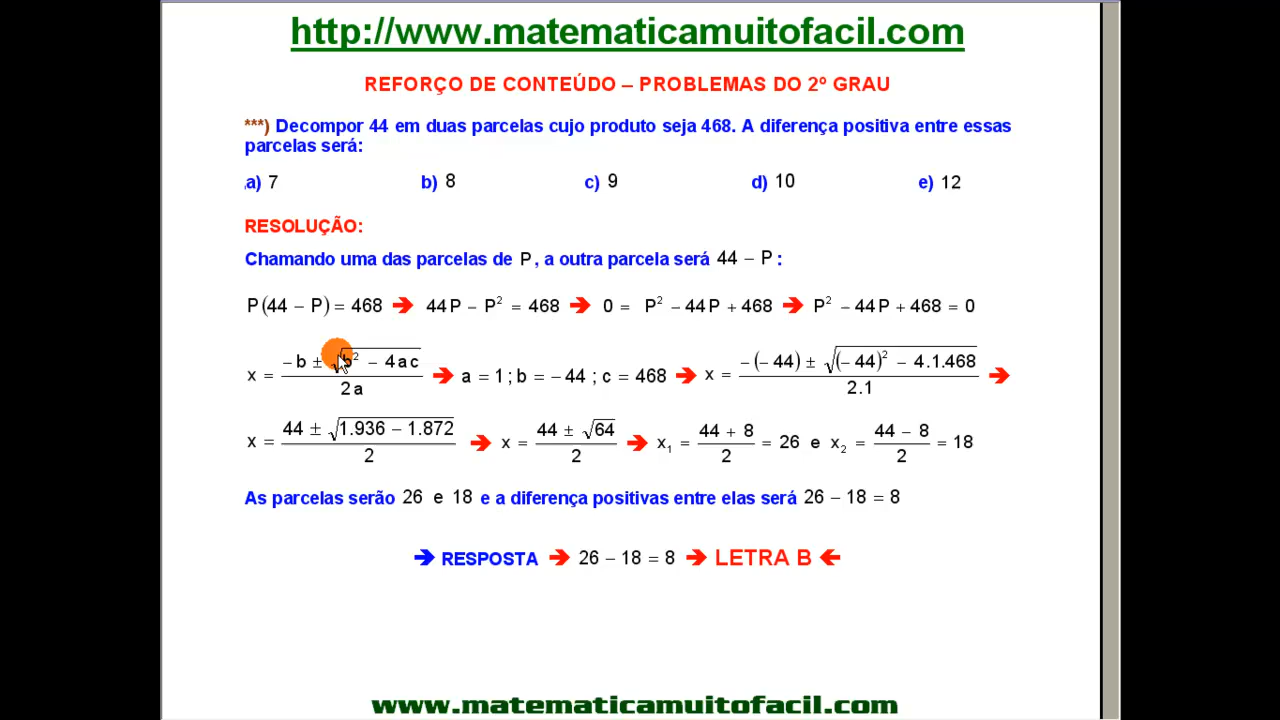 http://www.matematicamuitofacil.com
REFORÇO DE CONTEÚDO – PROBLEMAS DO 2º GRAU
***) Decompor 44 em duas parcelas cujo produto seja 468. A diferença positiva entre essas
parcelas será:
a) 7 b) 8 c) 9 d) 10 e) 12
RESOLUÇÃO:
Chamando uma das parcelas de P, a outra parcela será 44 − P :
P(44 − P) = 468 ➔ 44P − P² = 468 ➔ 0 = P² − 44P + 468 ➔ P² − 44P + 468 = 0
x = (− b ± √(b² − 4ac)) / 2a ➔ a = 1 ; b = − 44 ; c = 468 ➔ x = (− (− 44) ± √((− 44)² − 4.1.468)) / 2.1 ➔
x = (44 ± √(1.936 − 1.872)) / 2 ➔ x = (44 ± √64) / 2 ➔ x₁ = (44 + 8) / 2 = 26 e x₂ = (44 − 8) / 2 = 18
As parcelas serão 26 e 18 e a diferença positivas entre elas será 26 − 18 = 8
➔ RESPOSTA ➔ 26 − 18 = 8 ➔ LETRA B 🡸
www.matematicamuitofacil.com